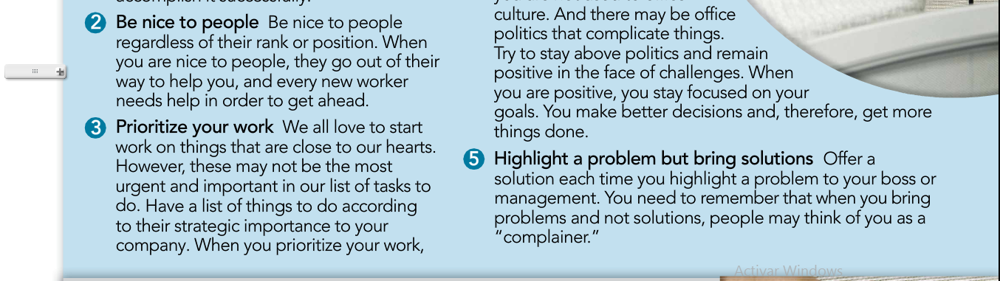 accomplish it successfully.
2 Be nice to people Be nice to people
regardless of their rank or position. When
you are nice to people, they go out of their
way to help you, and every new worker
needs help in order to get ahead.
3 Prioritize your work We all love to start
work on things that are close to our hearts.
However, these may not be the most
urgent and important in our list of tasks to
do. Have a list of things to do according
to their strategic importance to your
company. When you prioritize your work,
culture. And there may be office
politics that complicate things.
Try to stay above politics and remain
positive in the face of challenges. When
you are positive, you stay focused on your
goals. You make better decisions and, therefore, get more
things done.
5 Highlight a problem but bring solutions Offer a
solution each time you highlight a problem to your boss or
management. You need to remember that when you bring
problems and not solutions, people may think of you as a
“complainer.”
Activar Windows